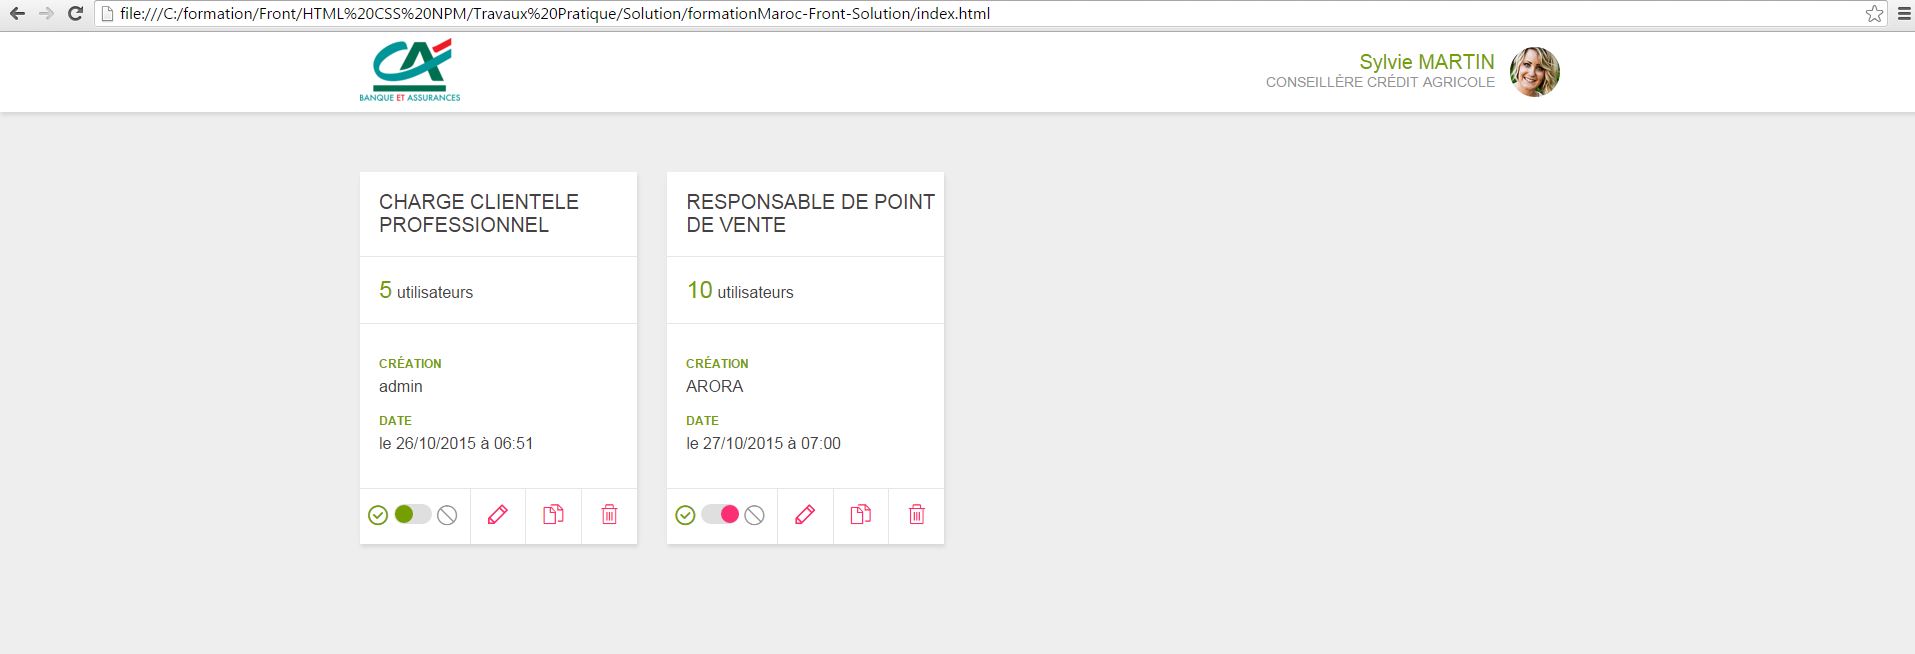 file:///C:/formation/Front/HTML%20CSS%20NPM/Travaux%20Pratique/Solution/formationMaroc-Front-Solution/index.html
CA
BANQUE ET ASSURANCES
Sylvie MARTIN
CONSEILLÈRE CRÉDIT AGRICOLE
CHARGE CLIENTELE
PROFESSIONNEL
5 utilisateurs
CRÉATION
admin
DATE
le 26/10/2015 à 06:51
RESPONSABLE DE POINT
DE VENTE
10 utilisateurs
CRÉATION
ARORA
DATE
le 27/10/2015 à 07:00